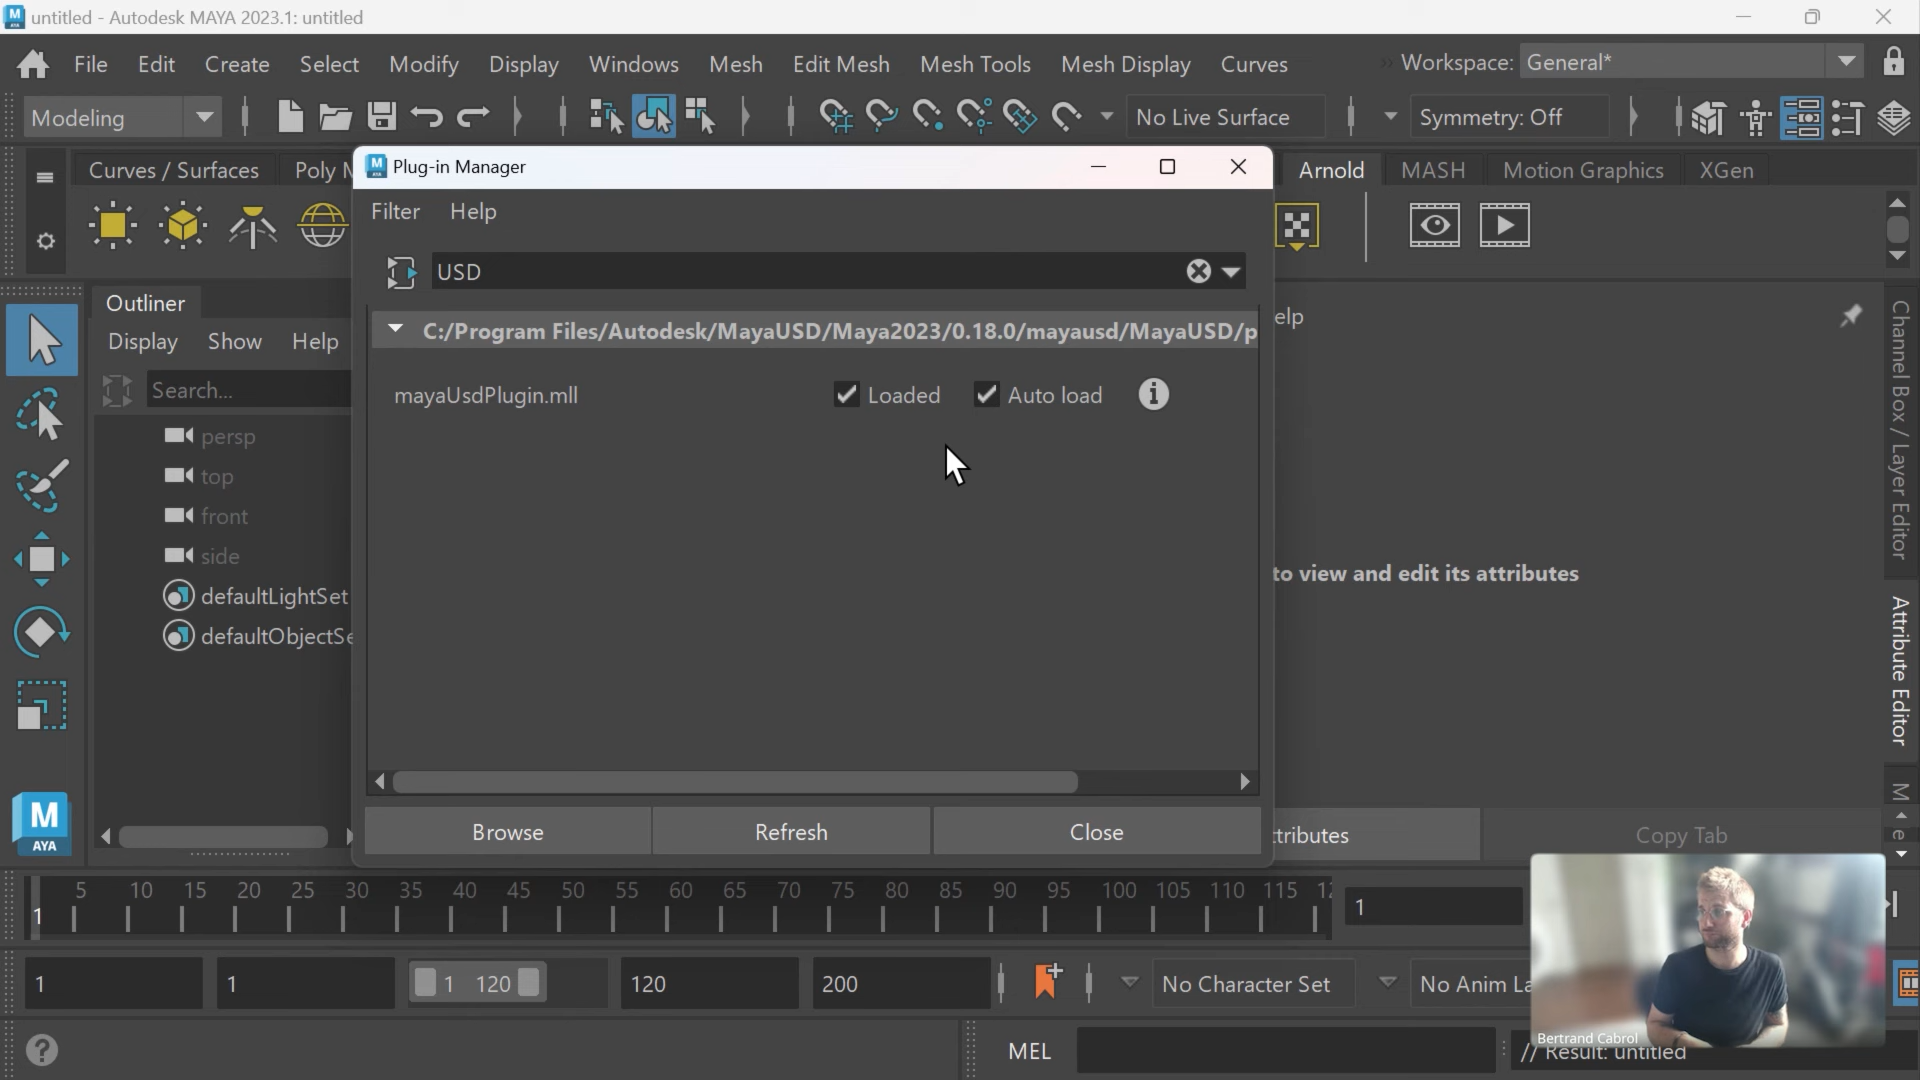 untitled - Autodesk MAYA 2023.1: untitled
File Edit Create Select Modify Display Windows Mesh Edit Mesh Mesh Tools Mesh Display Curves
Workspace: General*
Modeling
No Live Surface
Symmetry: Off
Curves / Surfaces
Poly M
Plug-in Manager
Arnold MASH Motion Graphics XGen
Filter Help
USD
Outliner
elp
C:/Program Files/Autodesk/MayaUSD/Maya2023/0.18.0/mayausd/MayaUSD/p
Display Show Help
Search...
mayaUsdPlugin.mll Loaded Auto load
persp
top
front
side
defaultLightSet
defaultObjectSe
to view and edit its attributes
Channel Box / Layer Editor
Attribute Editor
M
e
M
AYA
Browse Refresh Close
ttributes
Copy Tab
1 5 10 15 20 25 30 35 40 45 50 55 60 65 70 75 80 85 90 95 100 105 110 115 12
1
1 1 1 120 120 200
No Character Set
No Anim La
Bertrand Cabrol
MEL
// Result: untitled